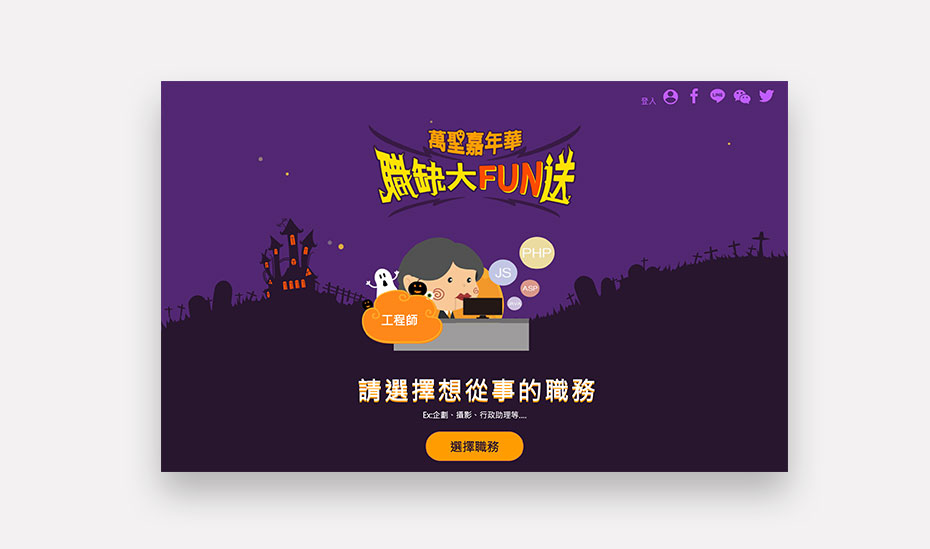 登入
LINE
萬聖嘉年華
職缺大FUN送
PHP
JS
ASP
工程師
請選擇想從事的職務
Ex:企劃、攝影、行政助理等....
選擇職務